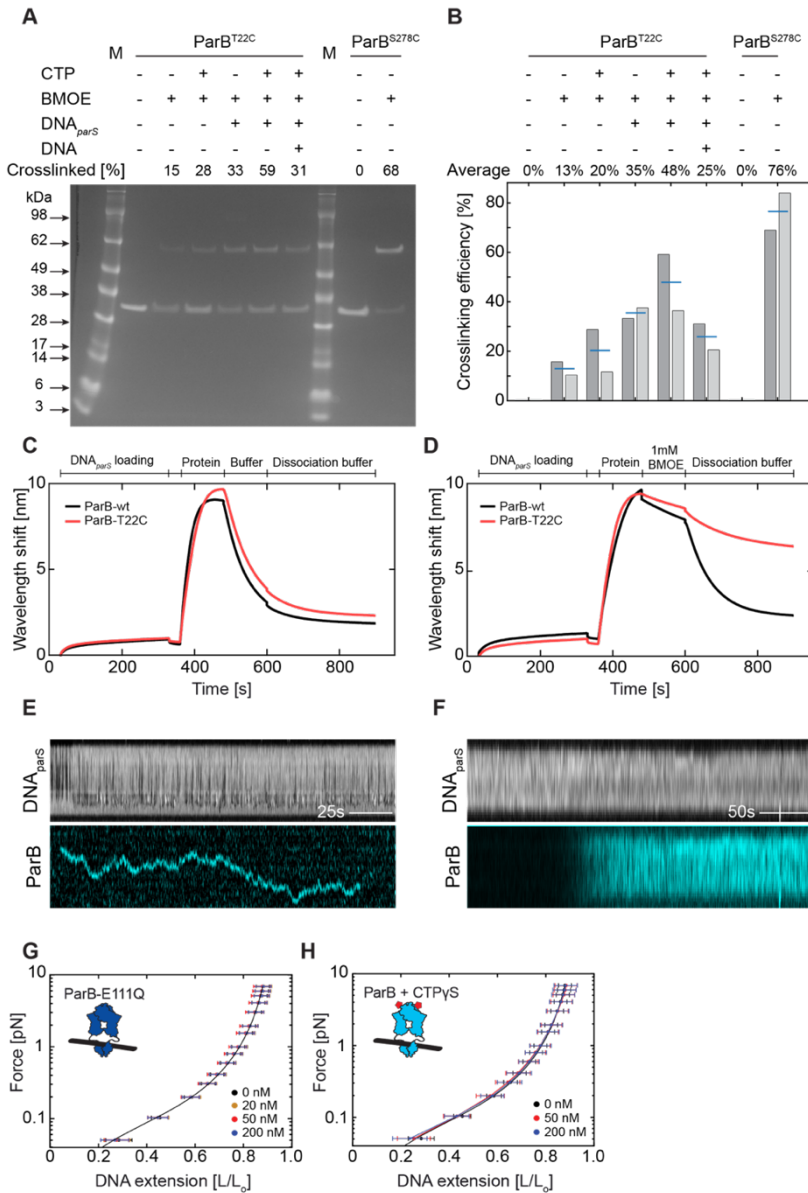 A
M ParB^T22C M ParB^S278C
CTP - - + - + + - -
BMOE - + + + + + - +
DNA_parS - - - + + + - -
DNA - - - - - + - -
Crosslinked [%] 15 28 33 59 31 0 68
kDa
98
62
49
38
28
17
14
6
3
B
ParB^T22C ParB^S278C
CTP - - + - + + - -
BMOE - + + + + + - +
DNA_parS - - - + + + - -
DNA - - - - - + - -
Average 0% 13% 20% 35% 48% 25% 0% 76%
Crosslinking efficiency [%]
80
60
40
20
0
C
DNA_parS loading Protein Buffer Dissociation buffer
Wavelength shift [nm]
10
5
0
ParB-wt
ParB-T22C
0 200 400 600 800
Time [s]
D
DNA_parS loading Protein 1mM BMOE Dissociation buffer
Wavelength shift [nm]
10
5
0
ParB-wt
ParB-T22C
0 200 400 600 800
Time [s]
E
DNA_parS
25s
ParB
F
DNA_parS
50s
ParB
G
ParB-E111Q
Force [pN]
10
1
0.1
0 nM
20 nM
50 nM
200 nM
0 0.2 0.4 0.6 0.8 1.0
DNA extension [L/L_o]
H
ParB + CTPγS
Force [pN]
10
1
0.1
0 nM
50 nM
200 nM
0.2 0.4 0.6 0.8 1.0
DNA extension [L/L_o]